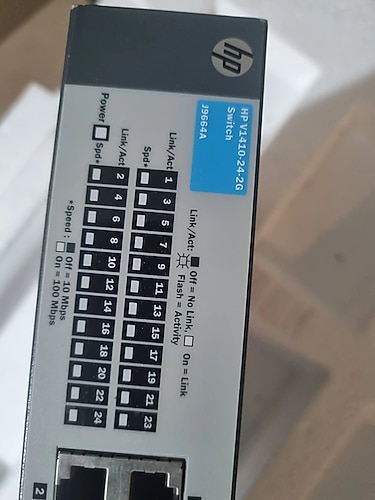 hp
HP V1410-24-2G
Switch
J9664A
Link/Act: Off = No Link, On = Link
Flash = Activity
Link/Act
1 3 5 7 9 11 13 15 17 19 21 23
Spd*
Link/Act
2 4 6 8 10 12 14 16 18 20 22 24
Power
Spd*
*Speed: Off = 10 Mbps
On = 100 Mbps
2